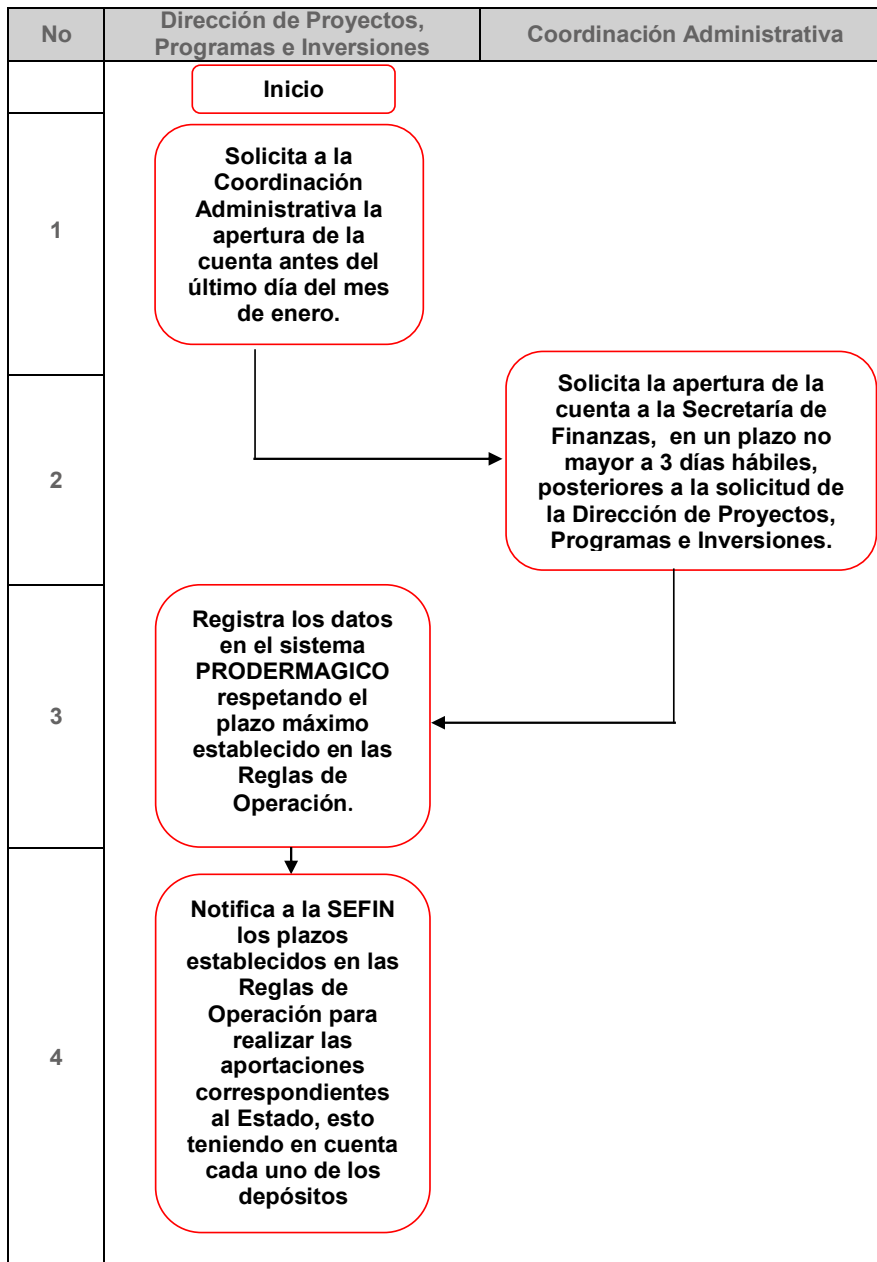 No
Dirección de Proyectos,
Programas e Inversiones
Coordinación Administrativa
Inicio
1
Solicita a la
Coordinación
Administrativa la
apertura de la
cuenta antes del
último día del mes
de enero.
2
Solicita la apertura de la
cuenta a la Secretaría de
Finanzas, en un plazo no
mayor a 3 días hábiles,
posteriores a la solicitud de
la Dirección de Proyectos,
Programas e Inversiones.
3
Registra los datos
en el sistema
PRODERMAGICO
respetando el
plazo máximo
establecido en las
Reglas de
Operación.
4
Notifica a la SEFIN
los plazos
establecidos en las
Reglas de
Operación para
realizar las
aportaciones
correspondientes
al Estado, esto
teniendo en cuenta
cada uno de los
depósitos